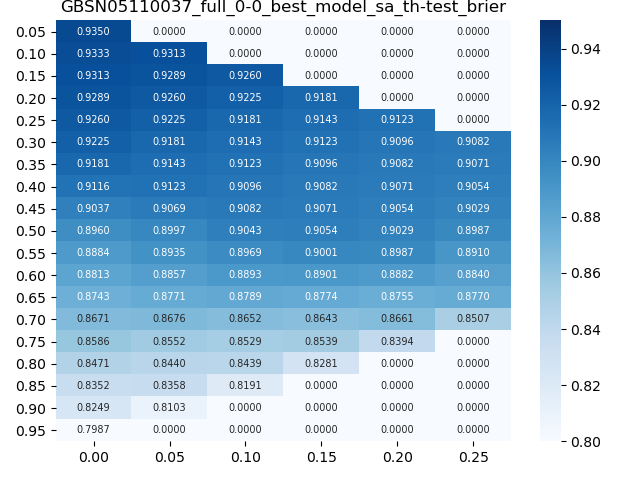 GBSN05110037_full_0-0_best_model_sa_th-test_brier
0.05 0.9350 0.0000 0.0000 0.0000 0.0000 0.0000
0.10 0.9333 0.9313 0.0000 0.0000 0.0000 0.0000
0.15 0.9313 0.9289 0.9260 0.0000 0.0000 0.0000
0.20 0.9289 0.9260 0.9225 0.9181 0.0000 0.0000
0.25 0.9260 0.9225 0.9181 0.9143 0.9123 0.0000
0.30 0.9225 0.9181 0.9143 0.9123 0.9096 0.9082
0.35 0.9181 0.9143 0.9123 0.9096 0.9082 0.9071
0.40 0.9116 0.9123 0.9096 0.9082 0.9071 0.9054
0.45 0.9037 0.9069 0.9082 0.9071 0.9054 0.9029
0.50 0.8960 0.8997 0.9043 0.9054 0.9029 0.8987
0.55 0.8884 0.8935 0.8969 0.9001 0.8987 0.8910
0.60 0.8813 0.8857 0.8893 0.8901 0.8882 0.8840
0.65 0.8743 0.8771 0.8789 0.8774 0.8755 0.8770
0.70 0.8671 0.8676 0.8652 0.8643 0.8661 0.8507
0.75 0.8586 0.8552 0.8529 0.8539 0.8394 0.0000
0.80 0.8471 0.8440 0.8439 0.8281 0.0000 0.0000
0.85 0.8352 0.8358 0.8191 0.0000 0.0000 0.0000
0.90 0.8249 0.8103 0.0000 0.0000 0.0000 0.0000
0.95 0.7987 0.0000 0.0000 0.0000 0.0000 0.0000
0.00 0.05 0.10 0.15 0.20 0.25
0.94
0.92
0.90
0.88
0.86
0.84
0.82
0.80